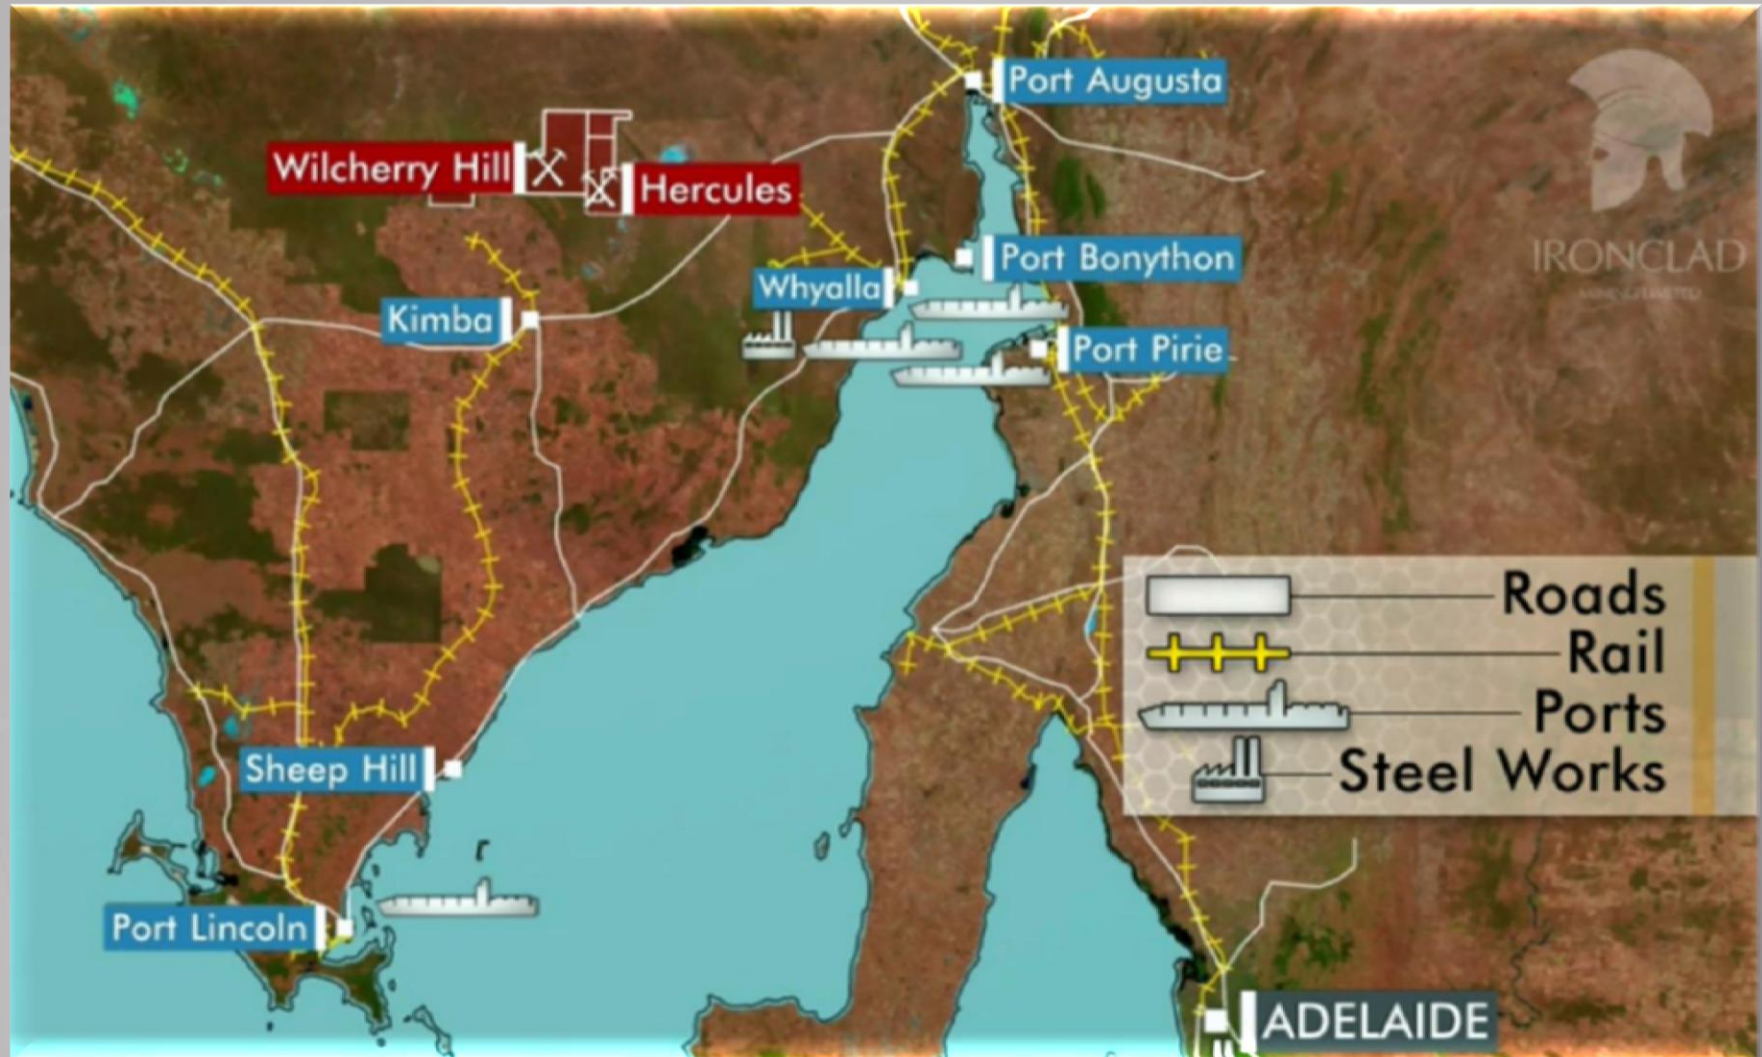 Port Augusta
Wilcherry Hill
Hercules
IRONCLAD
Port Bonython
Whyalla
Kimba
Port Pirie
Roads
Rail
Ports
Steel Works
Sheep Hill
Port Lincoln
ADELAIDE